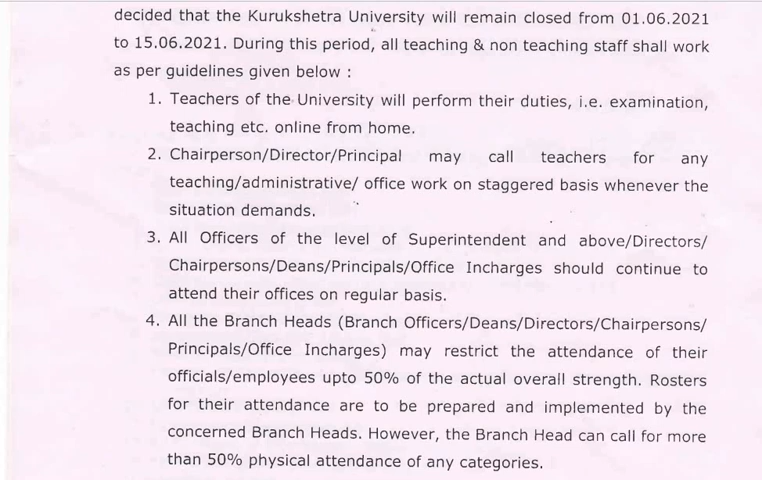 decided that the Kurukshetra University will remain closed from 01.06.2021
to 15.06.2021. During this period, all teaching & non teaching staff shall work
as per guidelines given below :
1. Teachers of the University will perform their duties, i.e. examination,
teaching etc. online from home.
2. Chairperson/Director/Principal may call teachers for any
teaching/administrative/ office work on staggered basis whenever the
situation demands.
3. All Officers of the level of Superintendent and above/Directors/
Chairpersons/Deans/Principals/Office Incharges should continue to
attend their offices on regular basis.
4. All the Branch Heads (Branch Officers/Deans/Directors/Chairpersons/
Principals/Office Incharges) may restrict the attendance of their
officials/employees upto 50% of the actual overall strength. Rosters
for their attendance are to be prepared and implemented by the
concerned Branch Heads. However, the Branch Head can call for more
than 50% physical attendance of any categories.